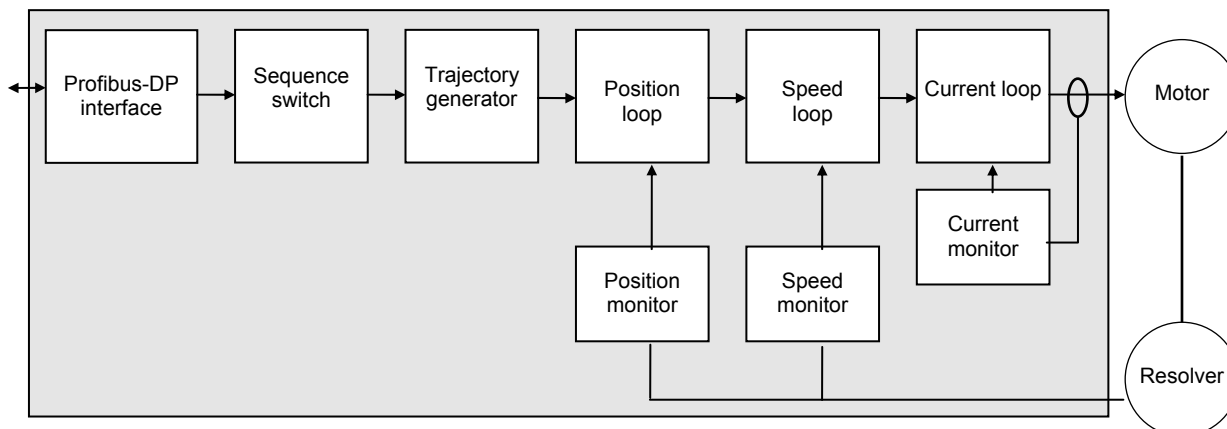 Profibus-DP
interface
Sequence
switch
Trajectory
generator
Position
loop
Speed
loop
Current loop
Motor
Current
monitor
Position
monitor
Speed
monitor
Resolver